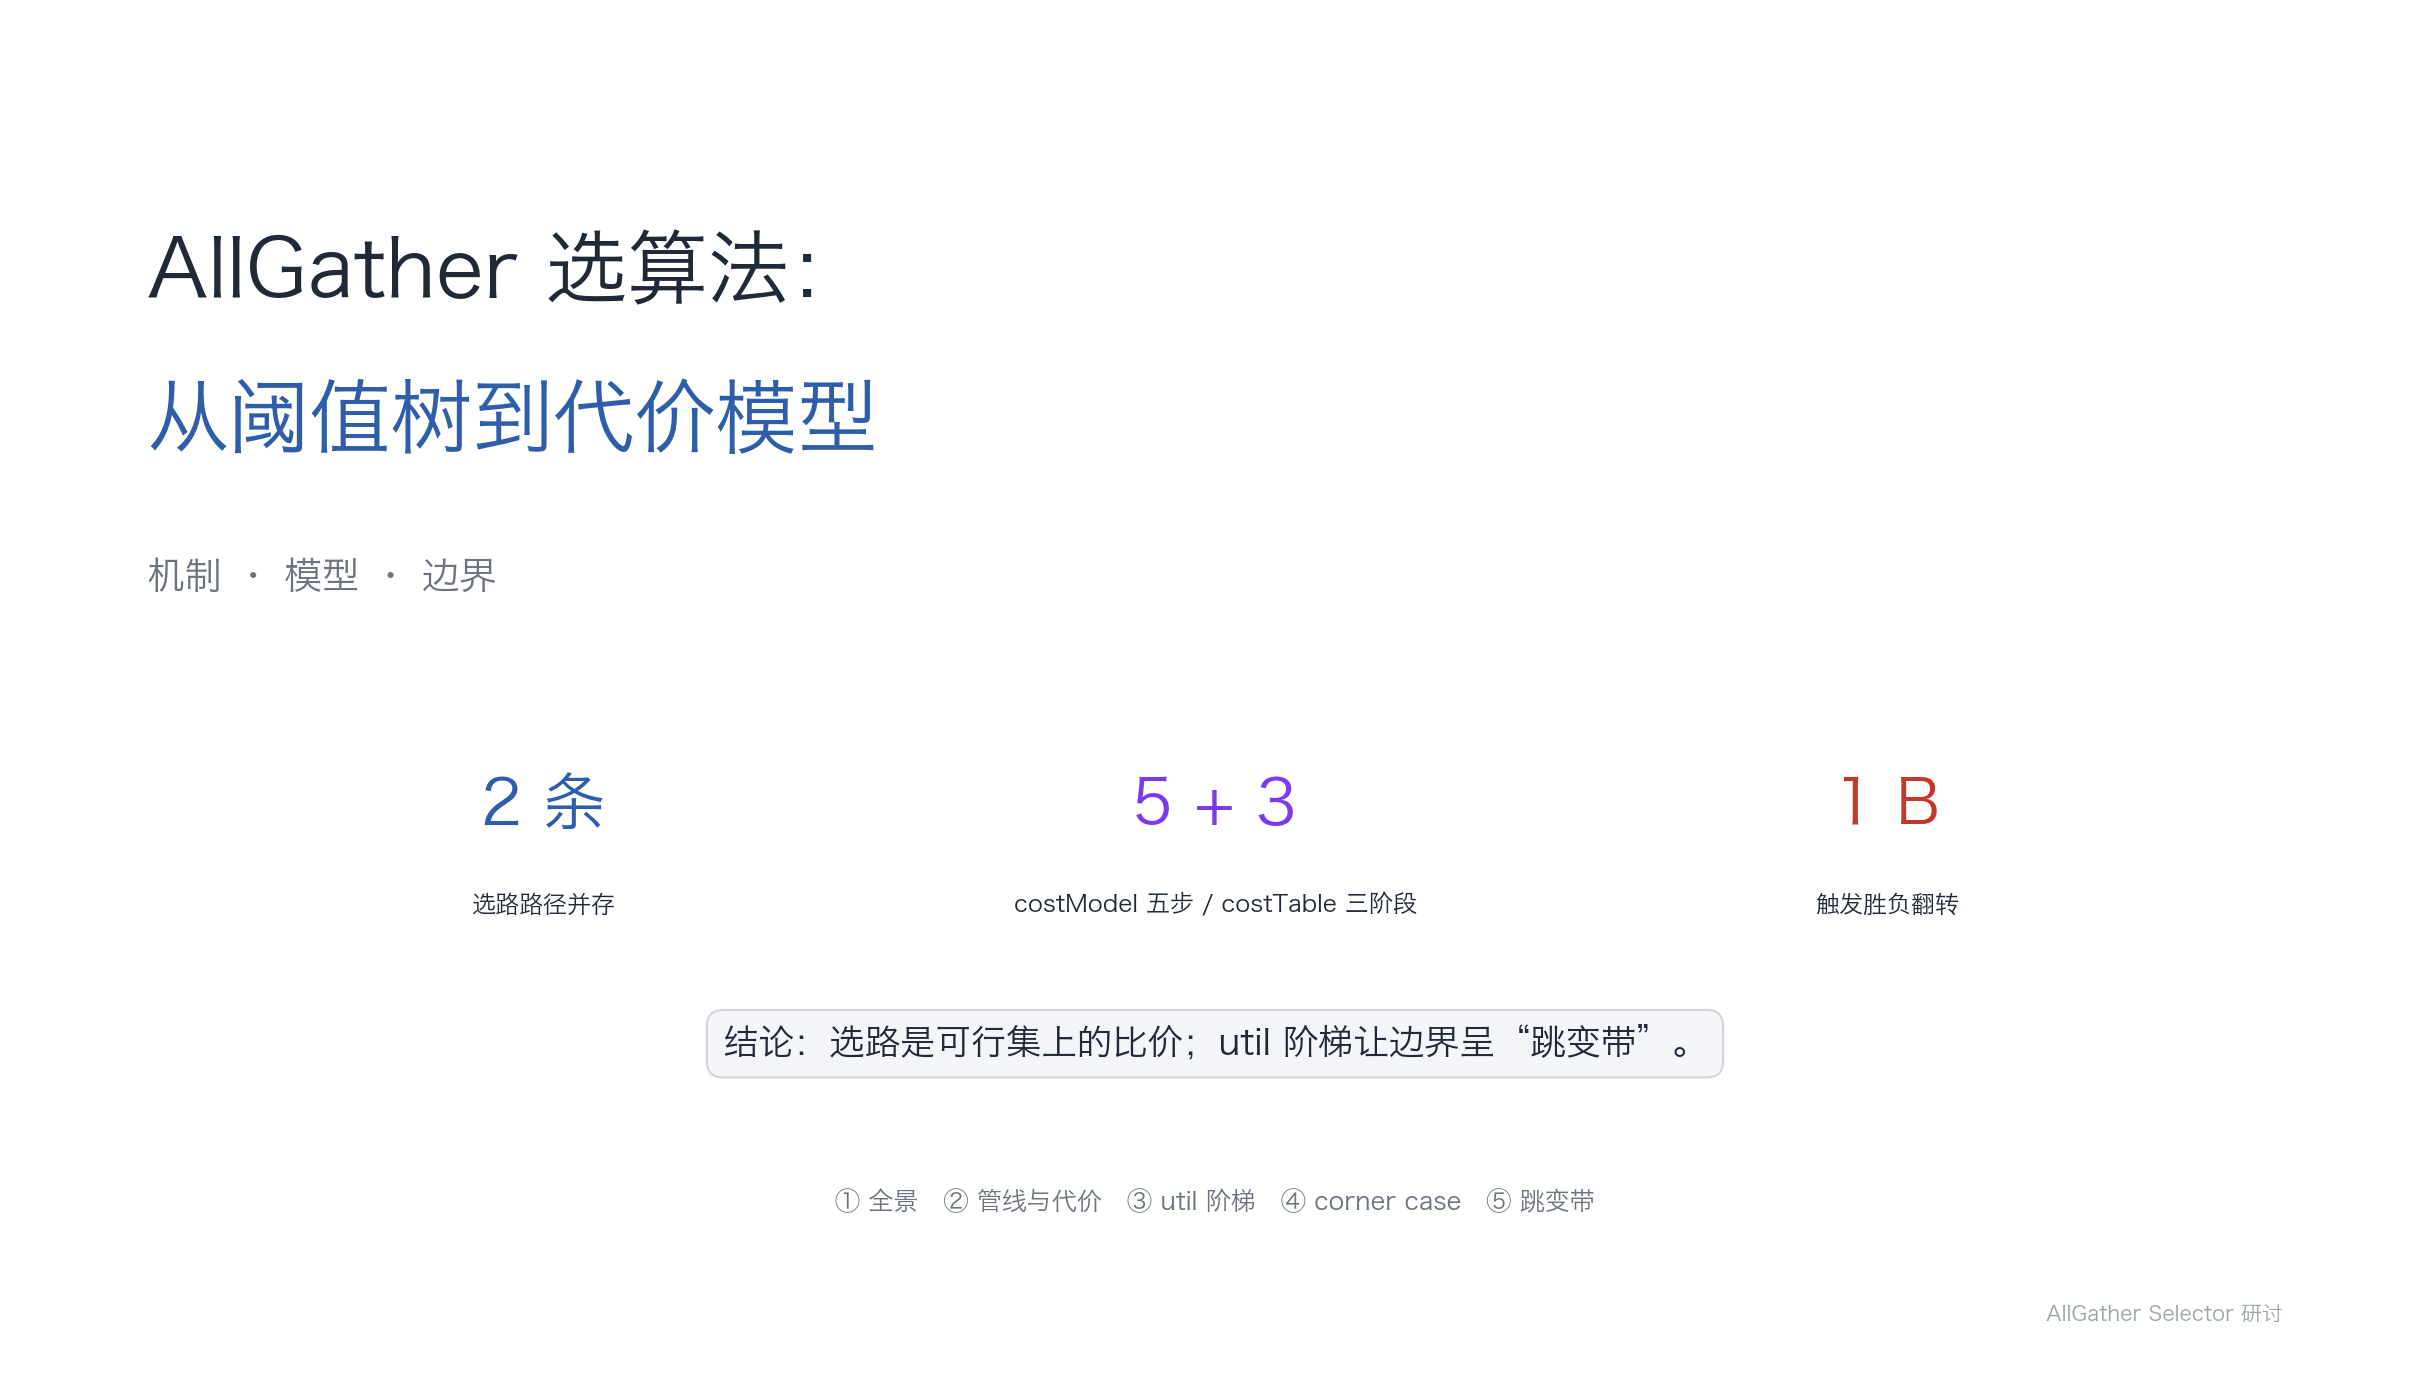 AllGather 选算法：
从阈值树到代价模型
机制 · 模型 · 边界
2 条
5 + 3
1 B
选路路径并存
costModel 五步 / costTable 三阶段
触发胜负翻转
结论：选路是可行集上的比价；util 阶梯让边界呈“跳变带”。
① 全景 ② 管线与代价 ③ util 阶梯 ④ corner case ⑤ 跳变带
AllGather Selector 研讨